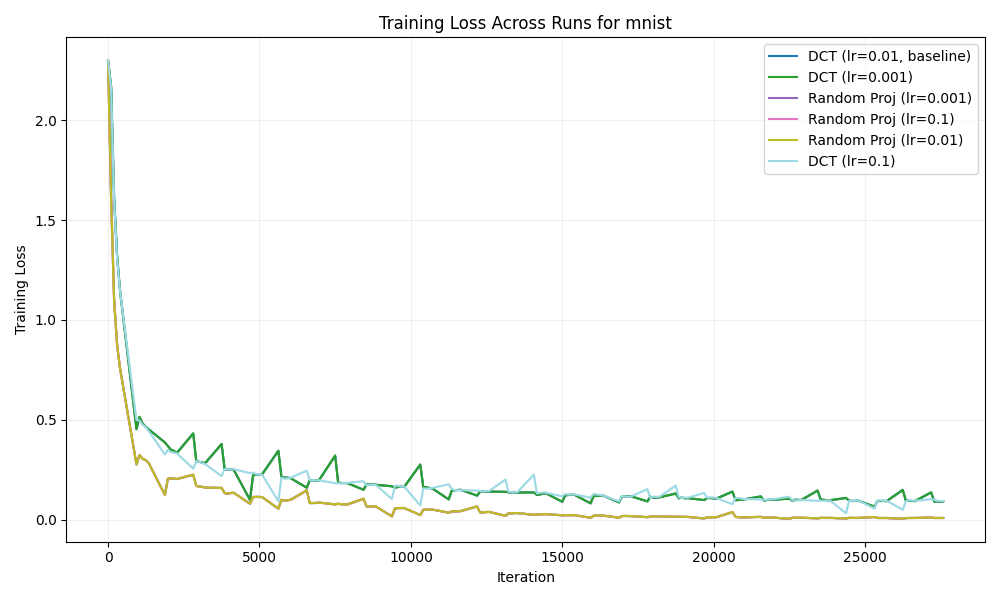 Training Loss Across Runs for mnist
DCT (lr=0.01, baseline)
DCT (lr=0.001)
Random Proj (lr=0.001)
Random Proj (lr=0.1)
Random Proj (lr=0.01)
DCT (lr=0.1)
Training Loss
2.0
1.5
1.0
0.5
0.0
0 5000 10000 15000 20000 25000
Iteration